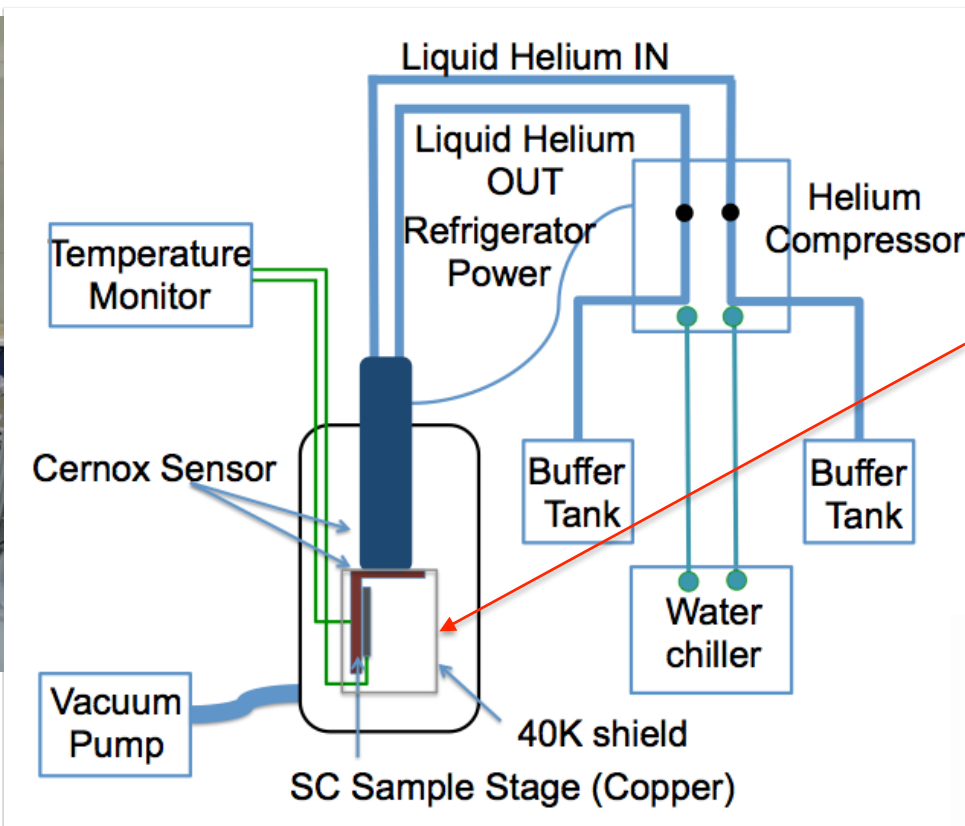 Liquid Helium IN
Liquid Helium
OUT
Refrigerator
Power
Helium
Compressor
Temperature
Monitor
Cernox Sensor
Buffer
Tank
Buffer
Tank
Water
chiller
Vacuum
Pump
40K shield
SC Sample Stage (Copper)